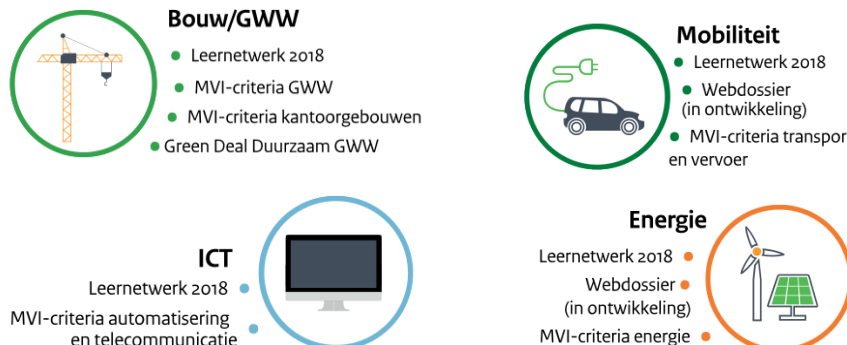 Bouw/GWW
Leernetwerk 2018
MVI-criteria GWW
MVI-criteria kantoorgebouwen
Green Deal Duurzaam GWW
Mobiliteit
Leernetwerk 2018
Webdossier
(in ontwikkeling)
MVI-criteria transpor
en vervoer
ICT
Leernetwerk 2018
MVI-criteria automatisering
en telecommunicatie
Energie
Leernetwerk 2018
Webdossier
(in ontwikkeling)
MVI-criteria energie